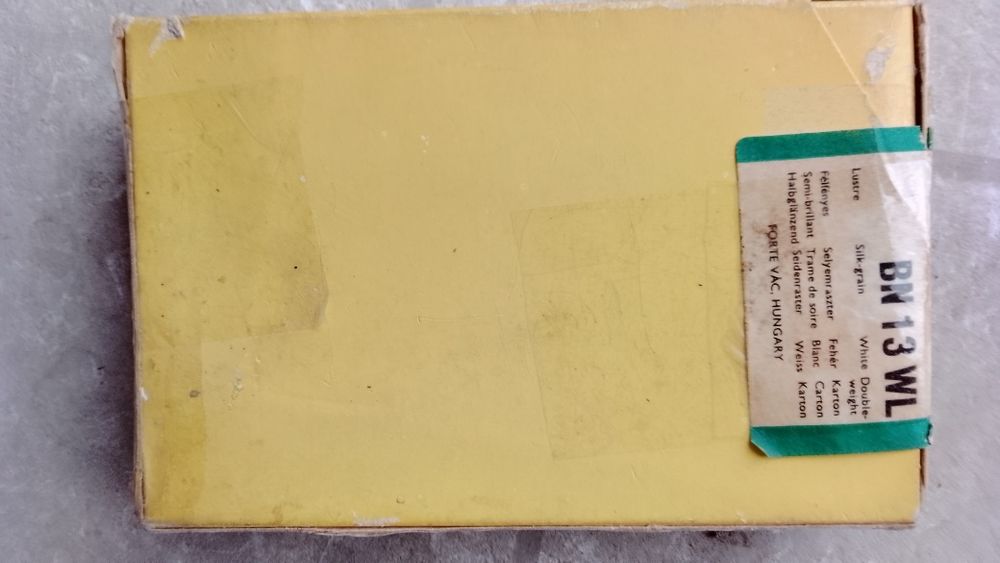 BN 13 WL
Lustre Silk-grain White Double-
weight
Félfényes Selyemraszter Fehér Karton
Semi-brillant Trame de soire Blanc Carton
Halbglänzend Seidenraster Weiss Karton
FORTE VÁC, HUNGARY